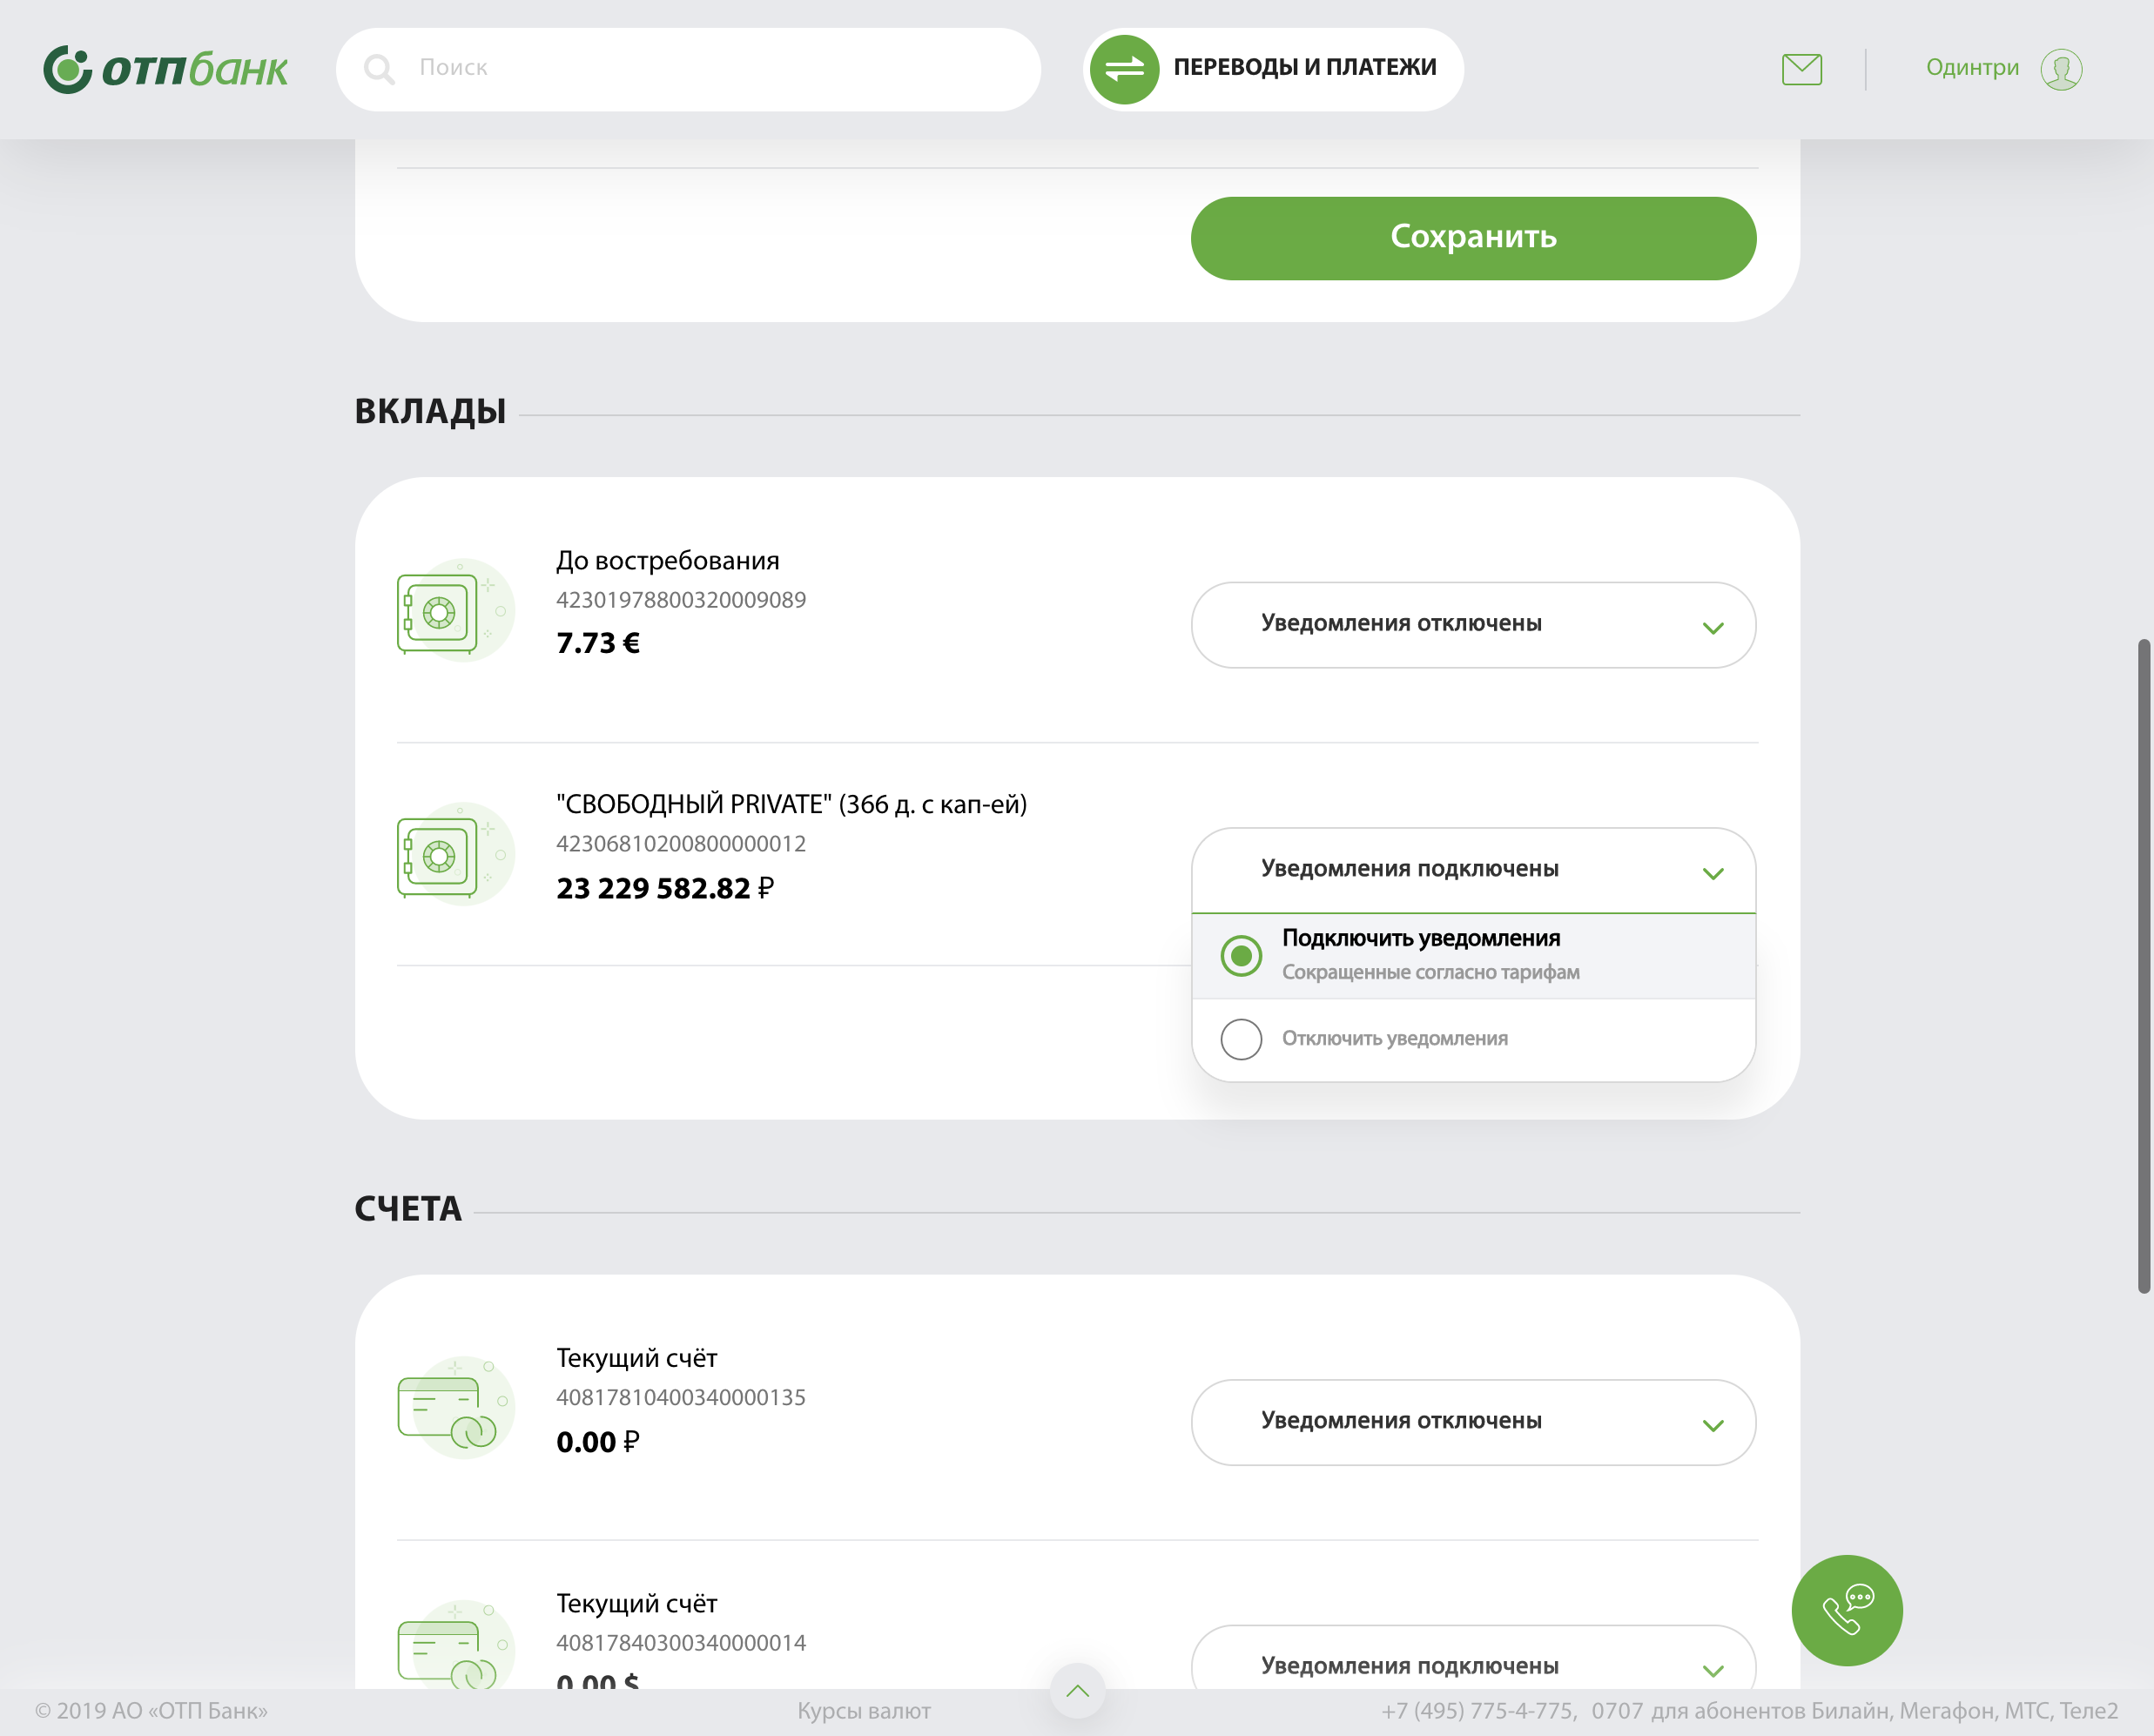 ОТПбанк
Поиск
ПЕРЕВОДЫ И ПЛАТЕЖИ
Одинтри
Сохранить
ВКЛАДЫ
До востребования
42301978800320009089
7.73 €
Уведомления отключены
"СВОБОДНЫЙ PRIVATE" (366 д. с кап-ей)
42306810200800000012
23 229 582.82 ₽
Уведомления подключены
Подключить уведомления
Сокращенные согласно тарифам
Отключить уведомления
СЧЕТА
Текущий счёт
40817810400340000135
0.00 ₽
Уведомления отключены
Текущий счёт
40817840300340000014
0.00 $
Уведомления подключены
© 2019 АО «ОТП Банк»
Курсы валют
+7 (495) 775-4-775, 0707 для абонентов Билайн, Мегафон, МТС, Теле2